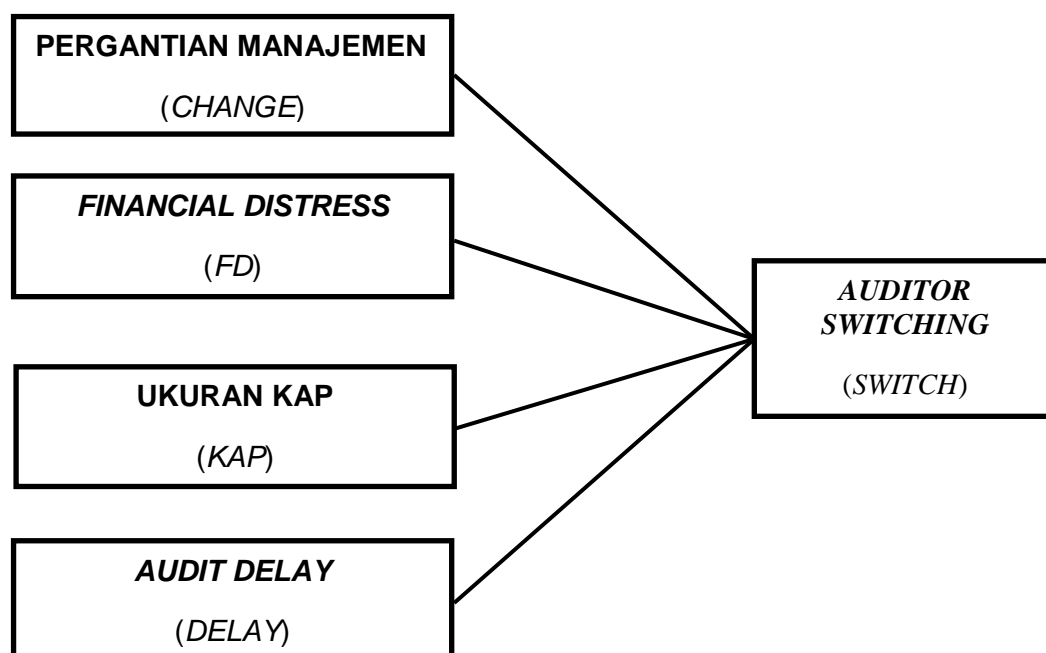 PERGANTIAN MANAJEMEN
(CHANGE)
FINANCIAL DISTRESS
(FD)
UKURAN KAP
(KAP)
AUDIT DELAY
(DELAY)
AUDITOR
SWITCHING
(SWITCH)